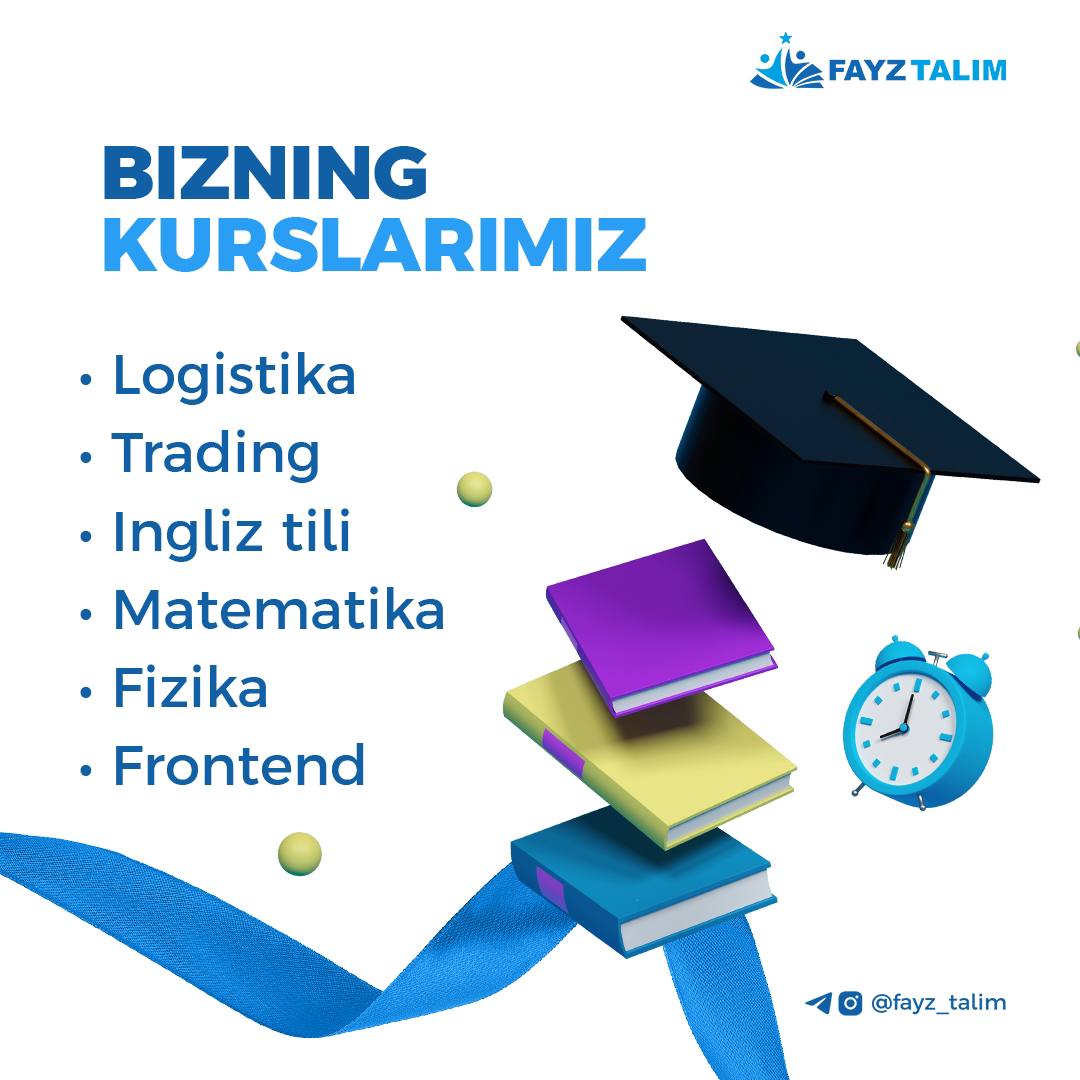 FAYZ TALIM
BIZNING
KURSLARIMIZ
• Logistika
• Trading
• Ingliz tili
• Matematika
• Fizika
• Frontend
@fayz_talim